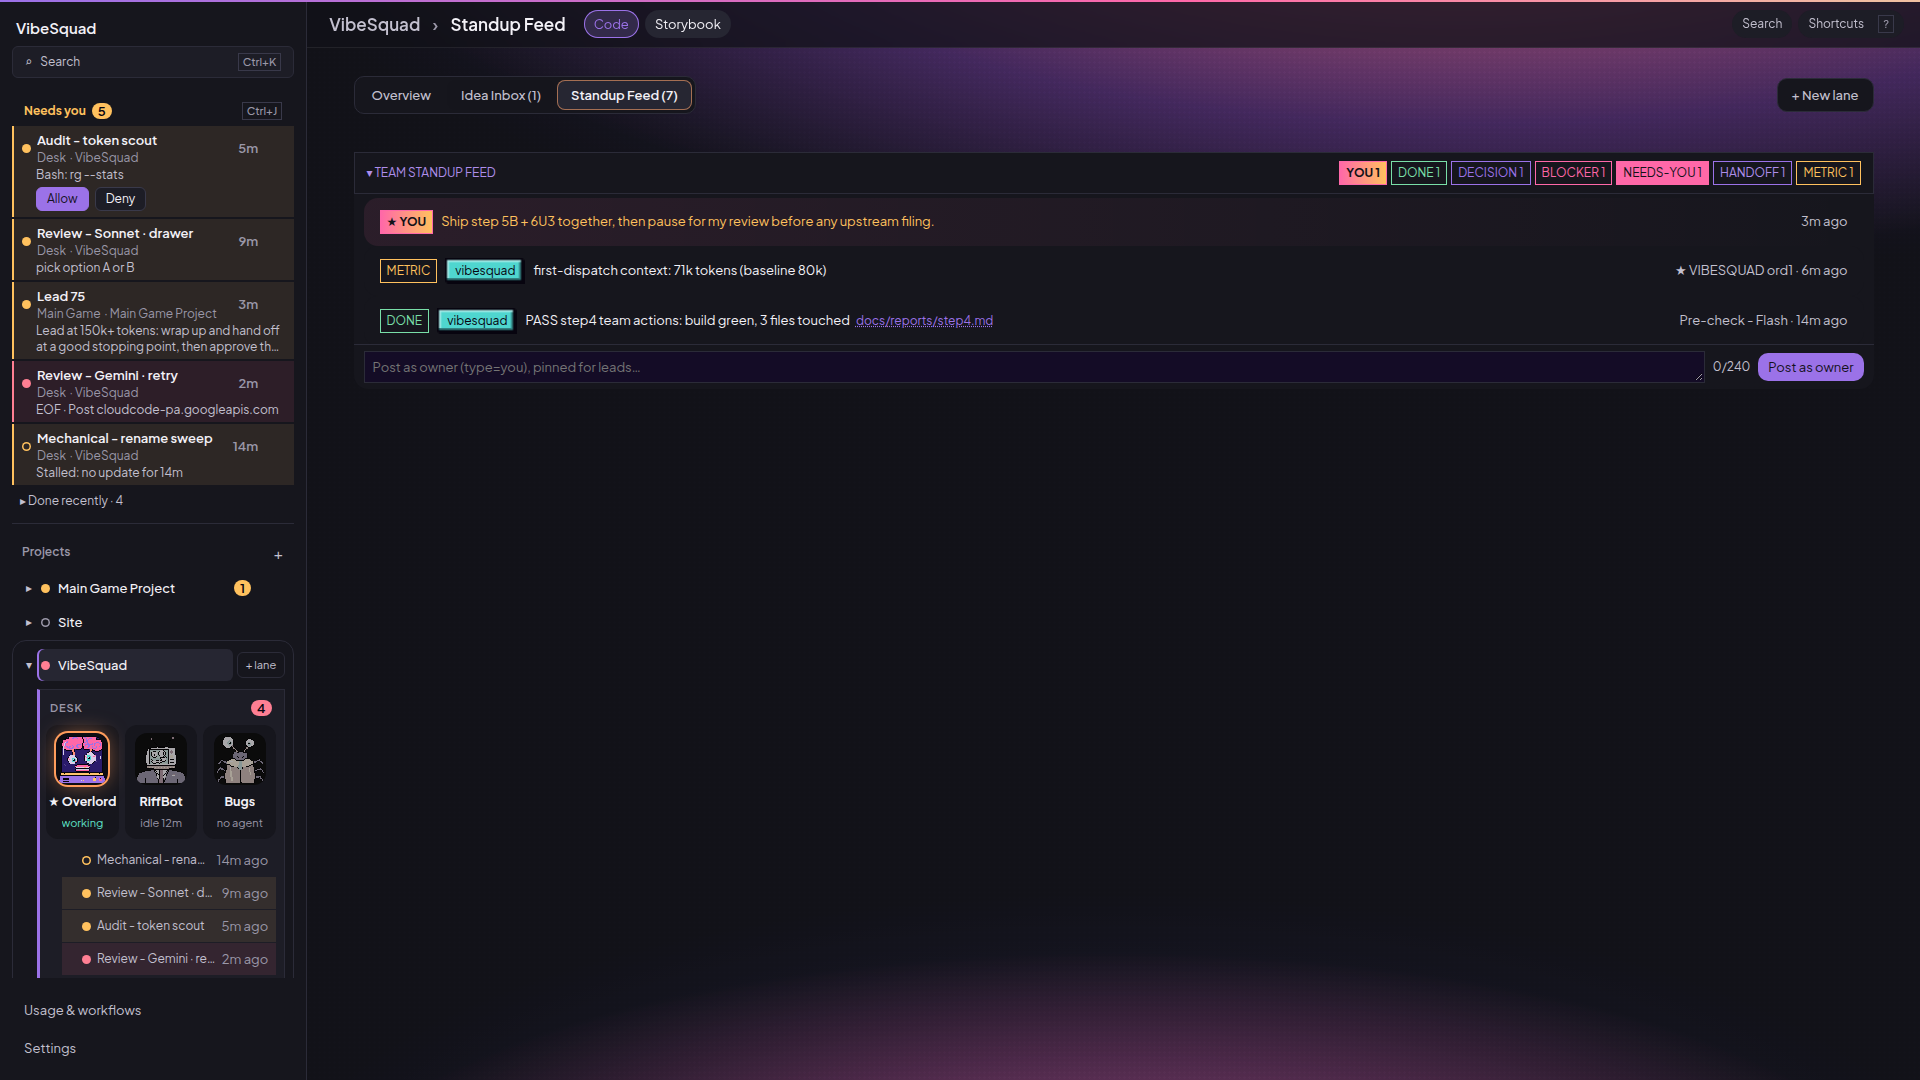 VibeSquad
Search Ctrl+K
Needs you 5 Ctrl+J
Audit - token scout 5m
Desk · VibeSquad
Bash: rg --stats
Allow Deny
Review - Sonnet · drawer 9m
Desk · VibeSquad
pick option A or B
Lead 75 3m
Main Game · Main Game Project
Lead at 150k+ tokens: wrap up and hand off
at a good stopping point, then approve th…
Review - Gemini · retry 2m
Desk · VibeSquad
EOF · Post cloudcode-pa.googleapis.com
Mechanical - rename sweep 14m
Desk · VibeSquad
Stalled: no update for 14m
▸ Done recently · 4
Projects +
▸ Main Game Project 1
▸ Site
▾ VibeSquad + lane
DESK 4
★ Overlord RiffBot Bugs
working idle 12m no agent
Mechanical - rena… 14m ago
Review - Sonnet · d… 9m ago
Audit - token scout 5m ago
Review - Gemini · re… 2m ago
Usage & workflows
Settings
VibeSquad › Standup Feed Code Storybook Search Shortcuts ?
Overview Idea Inbox (1) Standup Feed (7) + New lane
▾ TEAM STANDUP FEED YOU 1 DONE 1 DECISION 1 BLOCKER 1 NEEDS-YOU 1 HANDOFF 1 METRIC 1
★ YOU Ship step 5B + 6U3 together, then pause for my review before any upstream filing. 3m ago
METRIC vibesquad first-dispatch context: 71k tokens (baseline 80k) ★ VIBESQUAD ord1 · 6m ago
DONE vibesquad PASS step4 team actions: build green, 3 files touched docs/reports/step4.md Pre-check - Flash · 14m ago
Post as owner (type=you), pinned for leads… 0/240 Post as owner